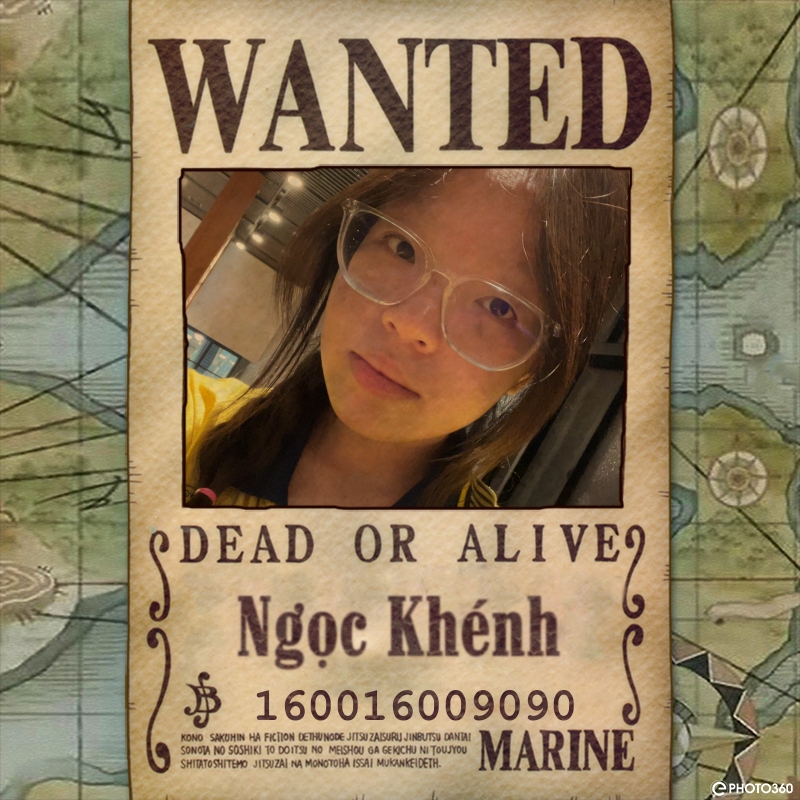 WANTED
DEAD OR ALIVE
Ngọc Khénh
160016009090
KONO SAKUHIN HA FICTION DETHUNODE JITSUZAISURU JINBUTSU DANTAI
SONOTA NO SOSHIKI TO DOITSU NO MEISHOU GA GEKICHU NI TOUJYOU
SHITATOSHITEMO JITSUZAI NA MONOTOHA ISSAI MUKANKEIDETH.
MARINE
ePHOTO360